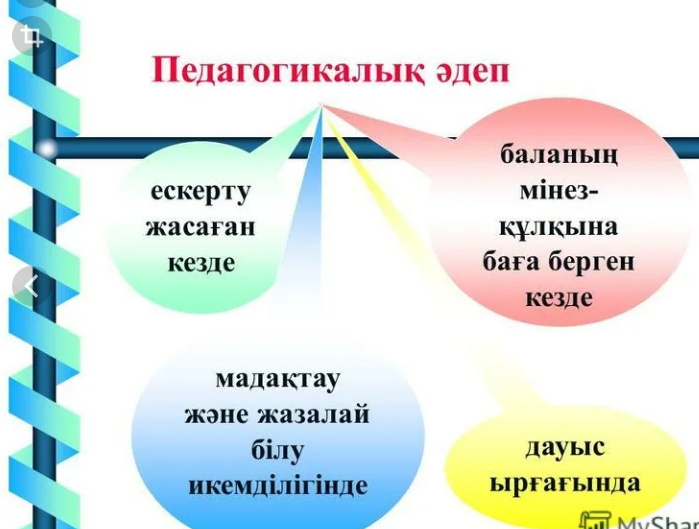 Педагогикалық әдеп
ескерту
жасаған
кезде
баланың
мінез-
құлқына
баға берген
кезде
мадақтау
және жазалай
білу
икемділігінде
дауыс
ырғағында